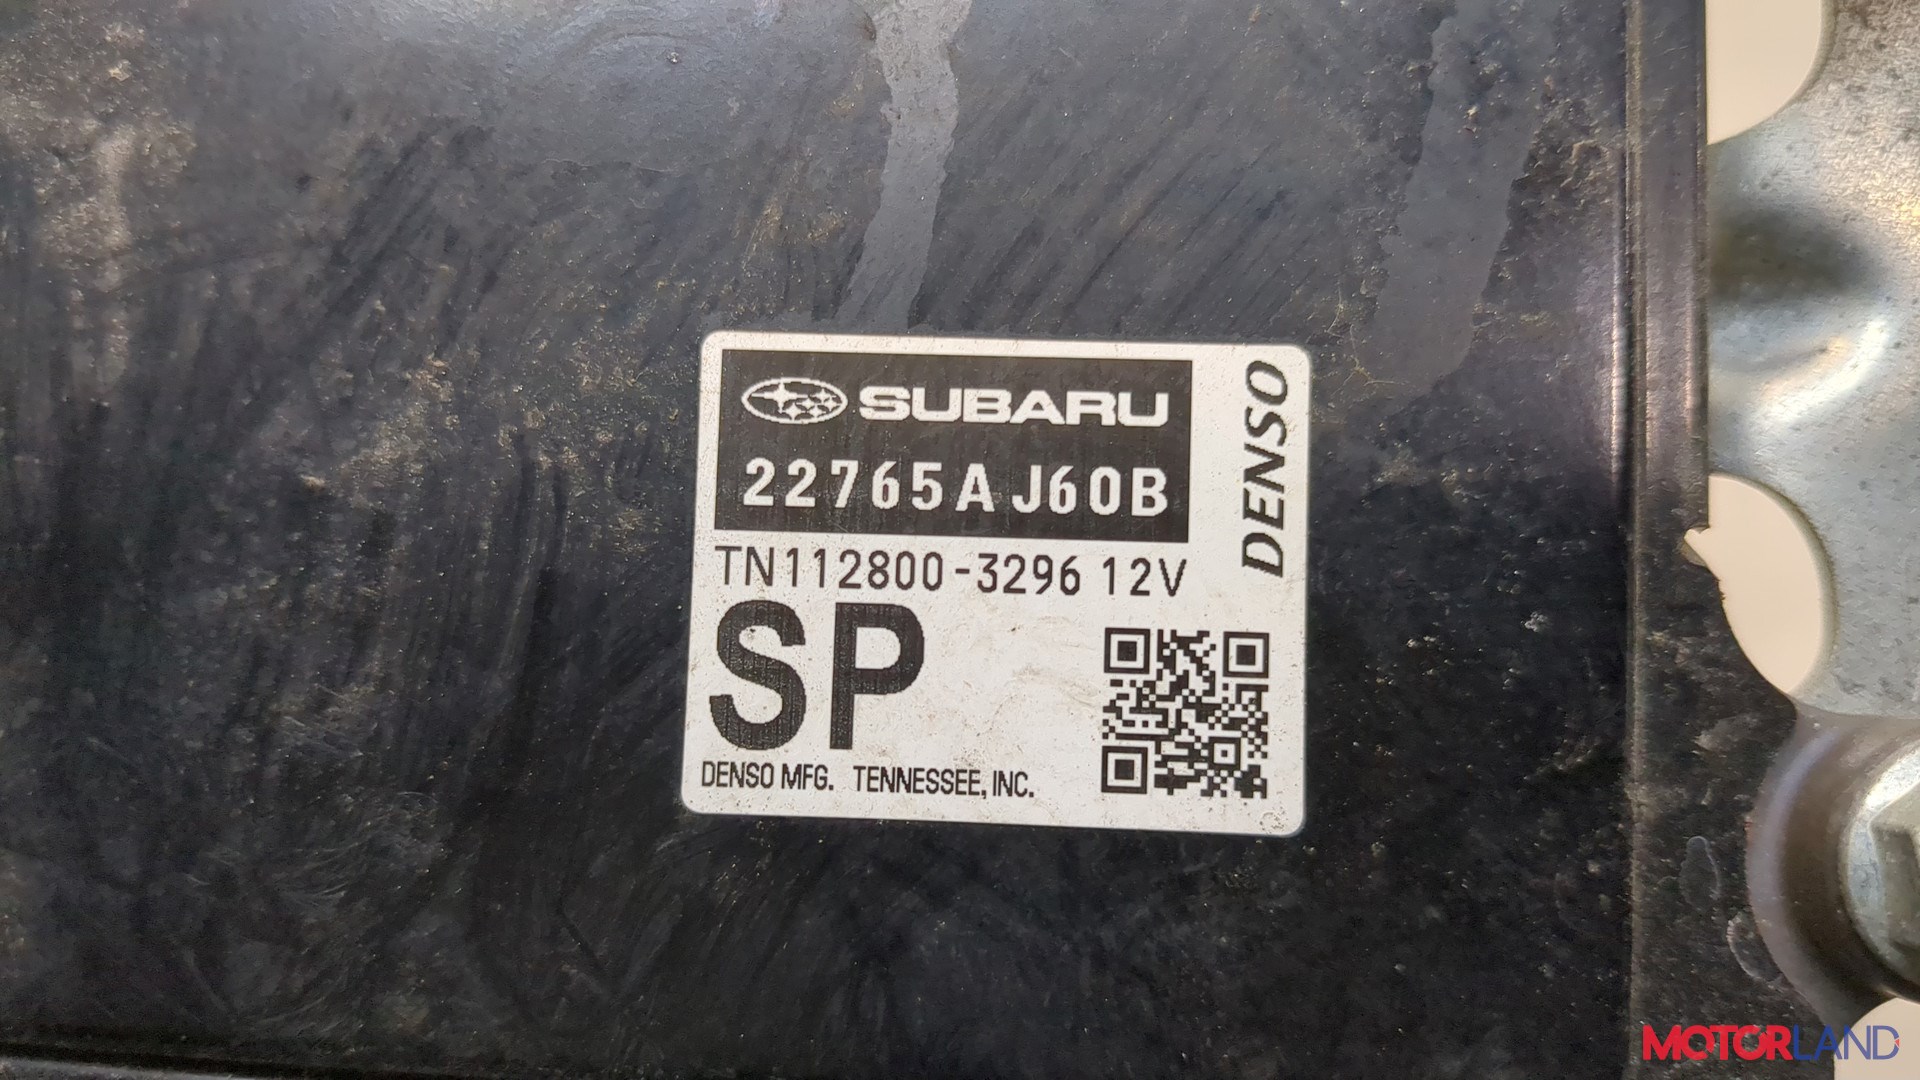 SUBARU
22765AJ60B
DENSO
TN112800-3296 12V
SP
DENSO MFG. TENNESSEE, INC.
MOTORLAND